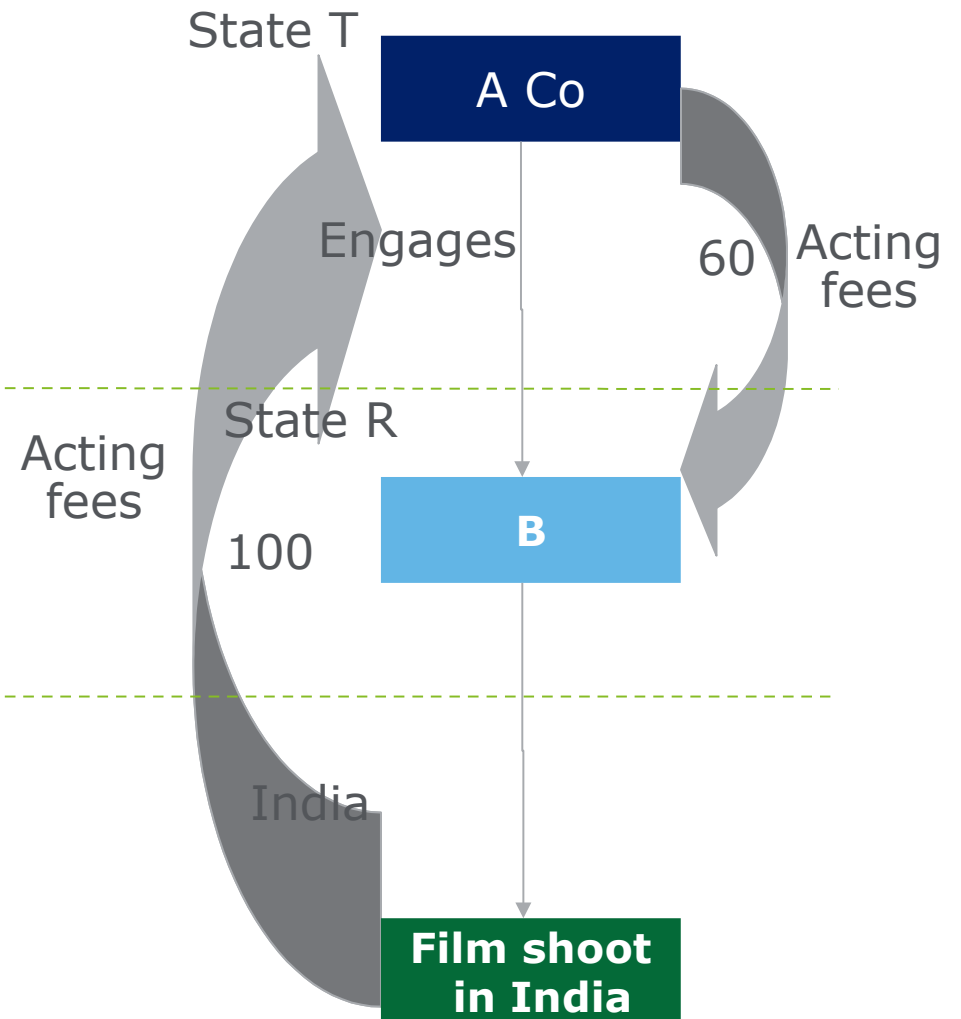 State T
A Co
Engages
60
Acting
fees
State R
Acting
fees
100
B
India
Film shoot
in India